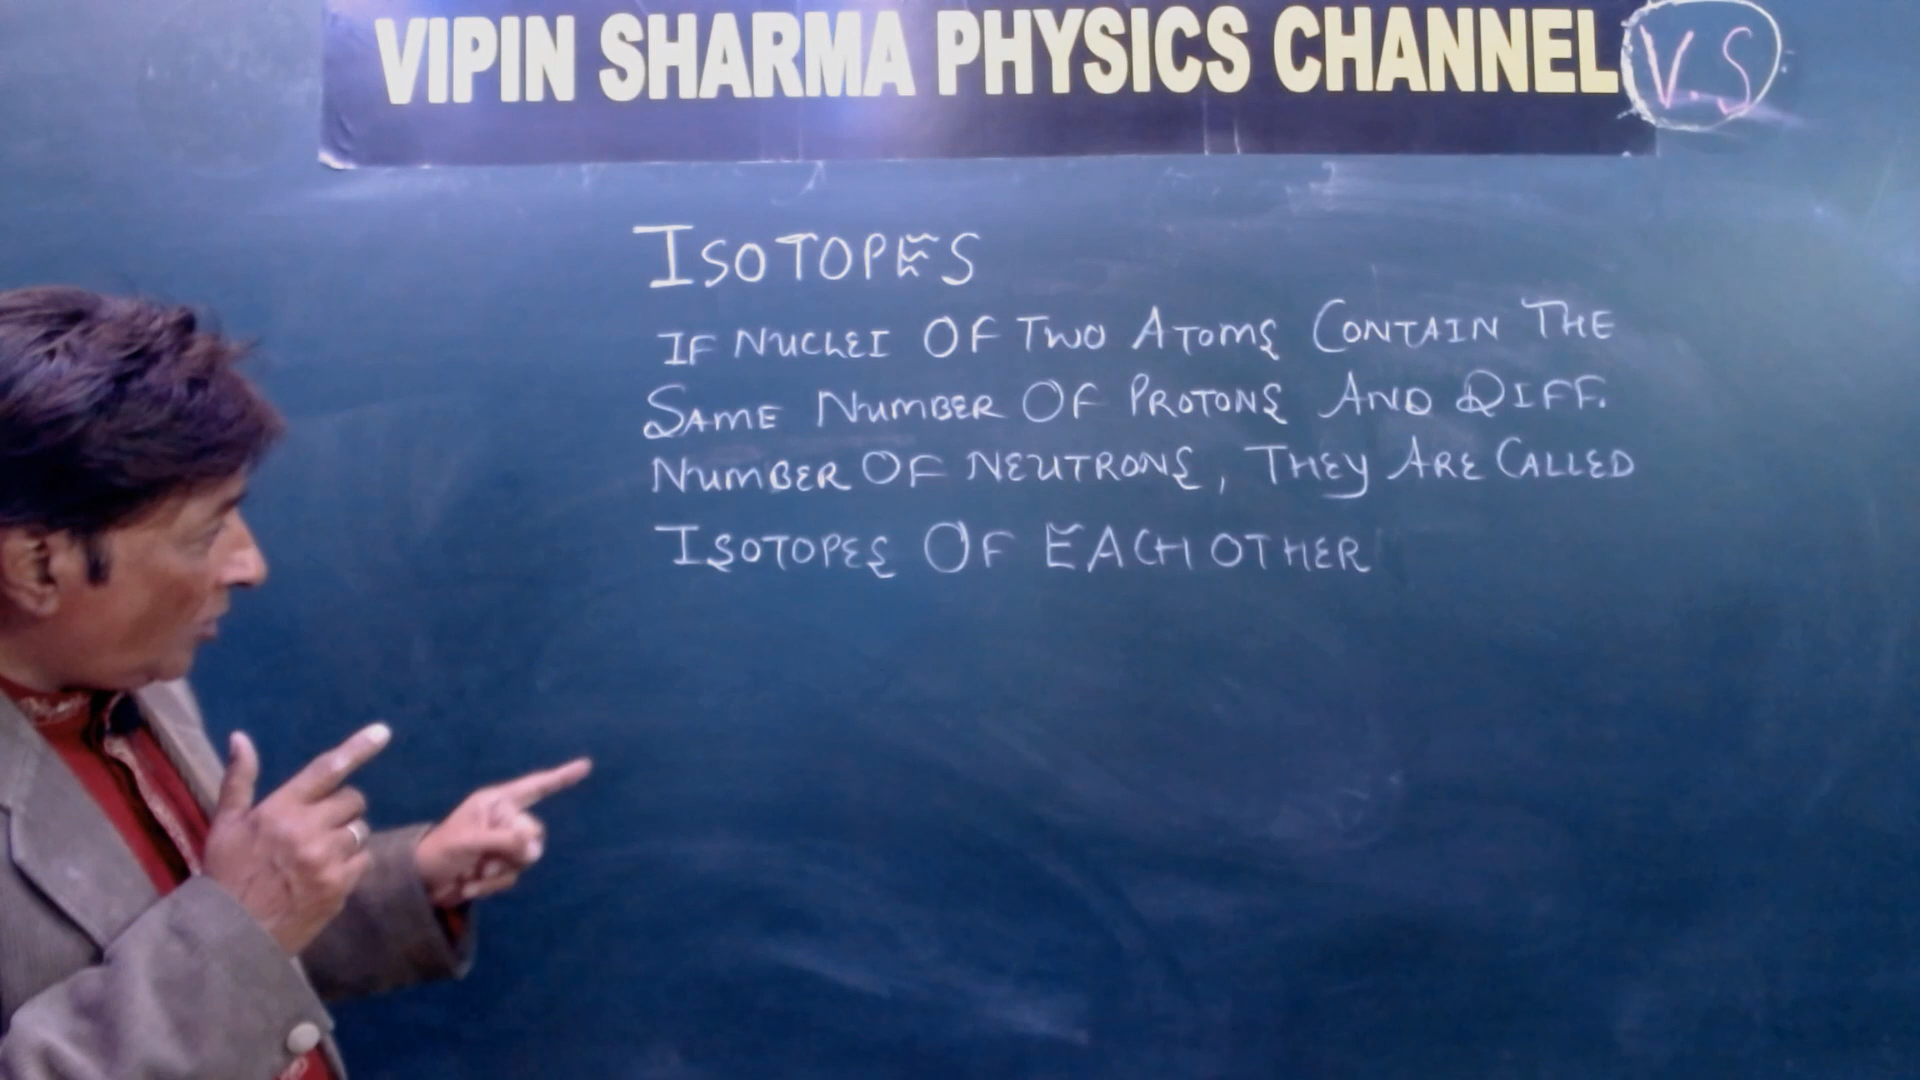 VIPIN SHARMA PHYSICS CHANNEL V.S
ISOTOPES
IF NUCLEI OF TWO ATOMS CONTAIN THE
SAME NUMBER OF PROTONS AND DIFF.
NUMBER OF NEUTRONS, THEY ARE CALLED
ISOTOPES OF EACH OTHER